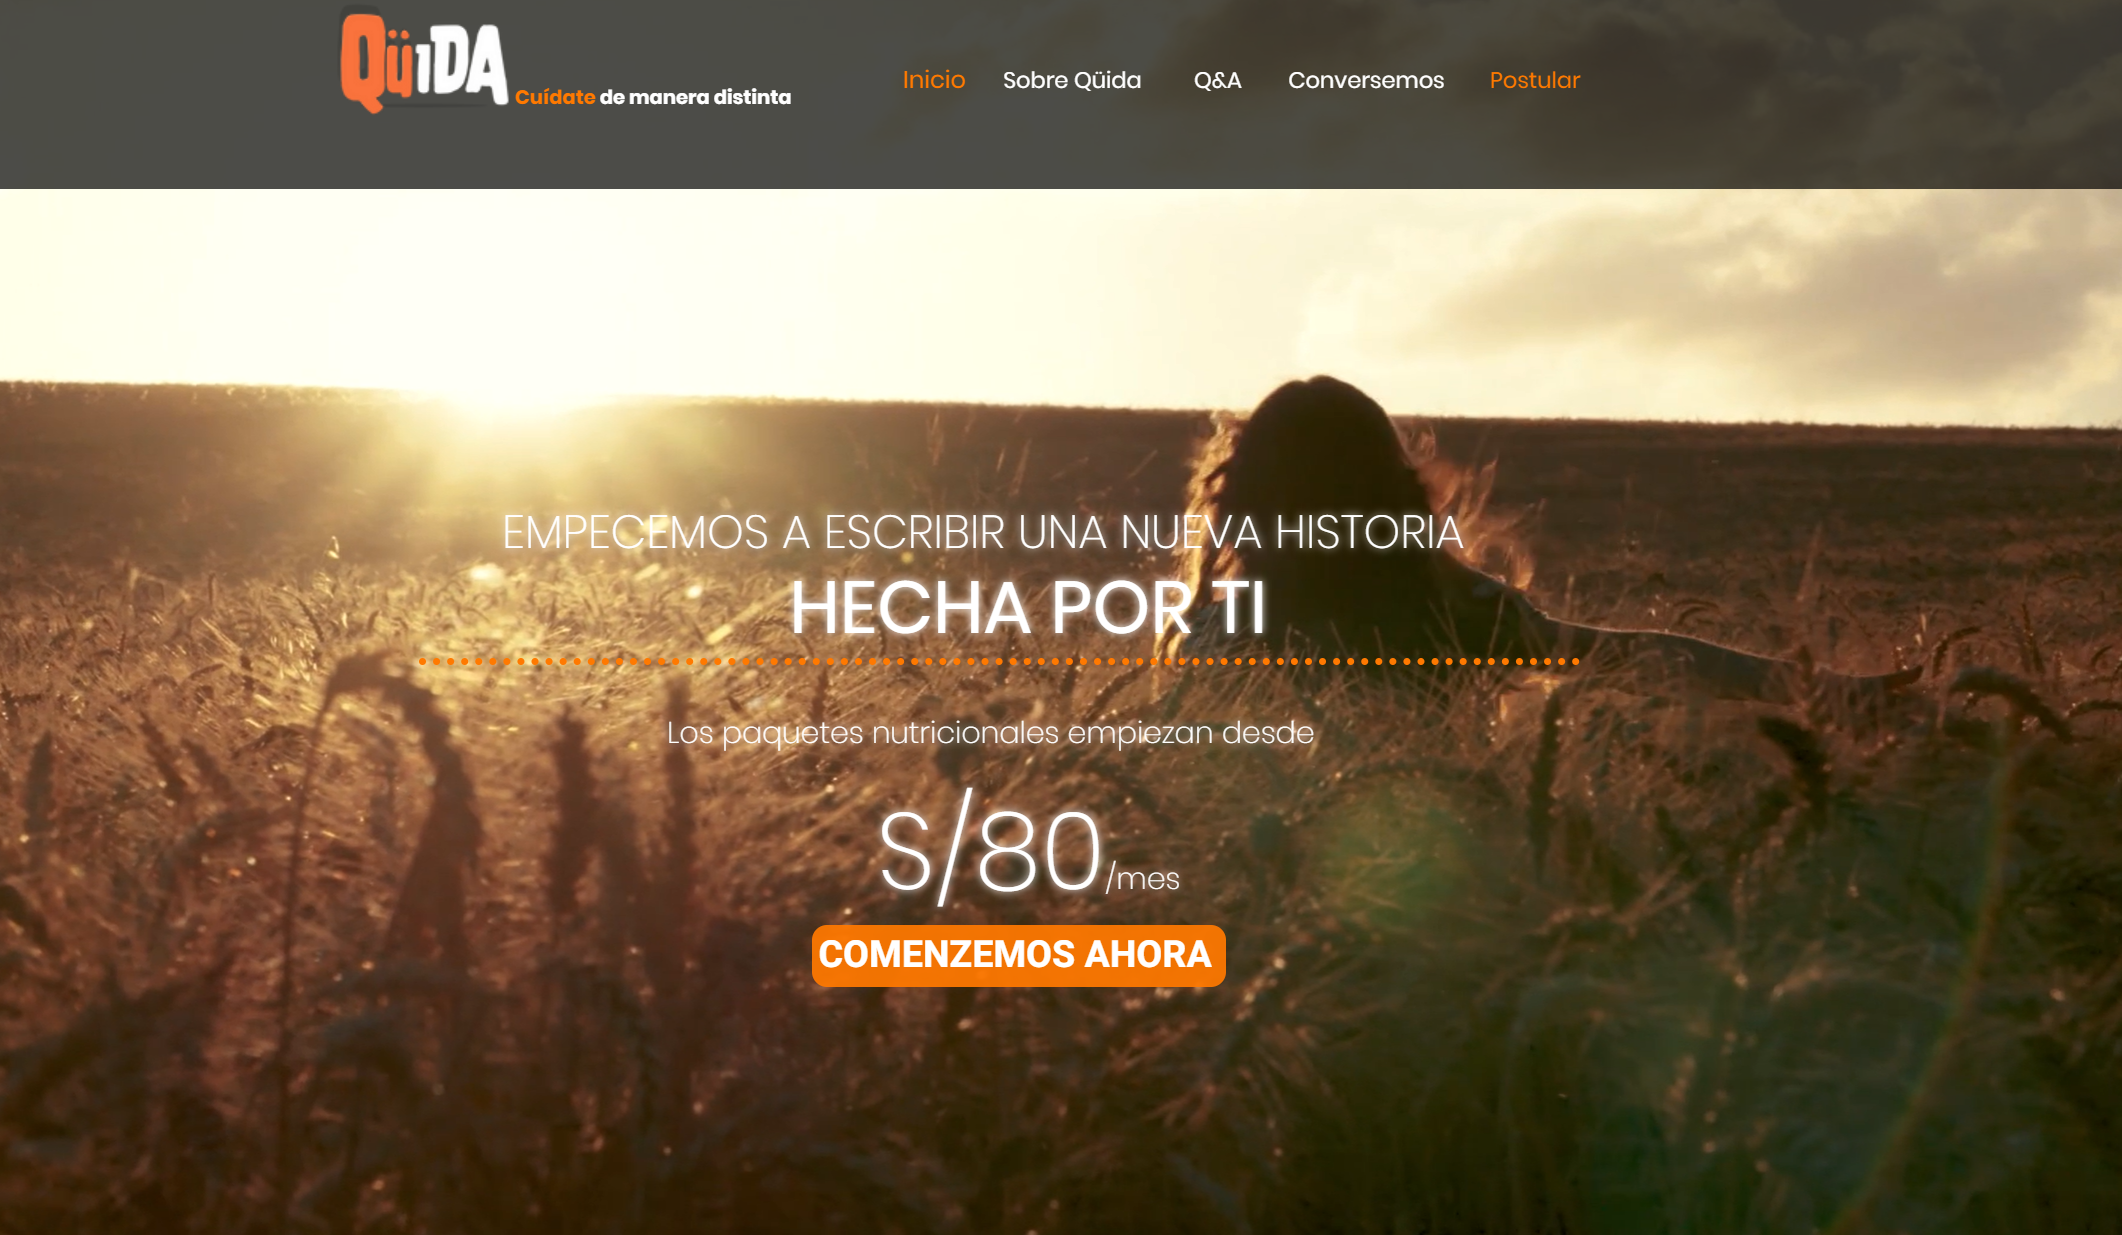 QüiDA
Cuídate de manera distinta
Inicio Sobre Qüida Q&A Conversemos Postular
EMPECEMOS A ESCRIBIR UNA NUEVA HISTORIA
HECHA POR TI
Los paquetes nutricionales empiezan desde
S/80/mes
COMENZEMOS AHORA